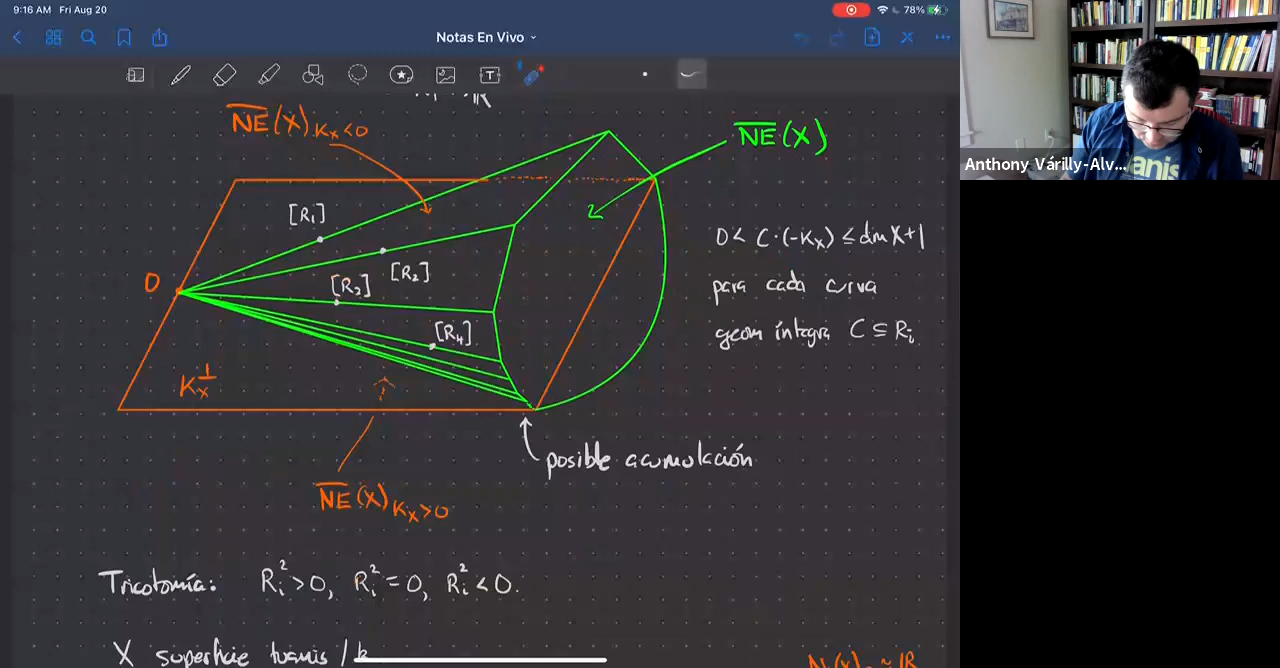 9:16 AM Fri Aug 20
78%
Notas En Vivo
T
NE(X)Kx<0
NE(X)
[R₁]
[R₂]
[R₃]
[R₄]
0
K_X^⊥
0 < C·(-Kx) ≤ dim X+1
para cada curva
geom íntegra C ⊆ Rᵢ
posible acumulación
NE(X)Kx>0
Tricotomía: Rᵢ²>0, Rᵢ²=0, Rᵢ²<0.
X superficie /k
Anthony Várilly-Alv...
anis